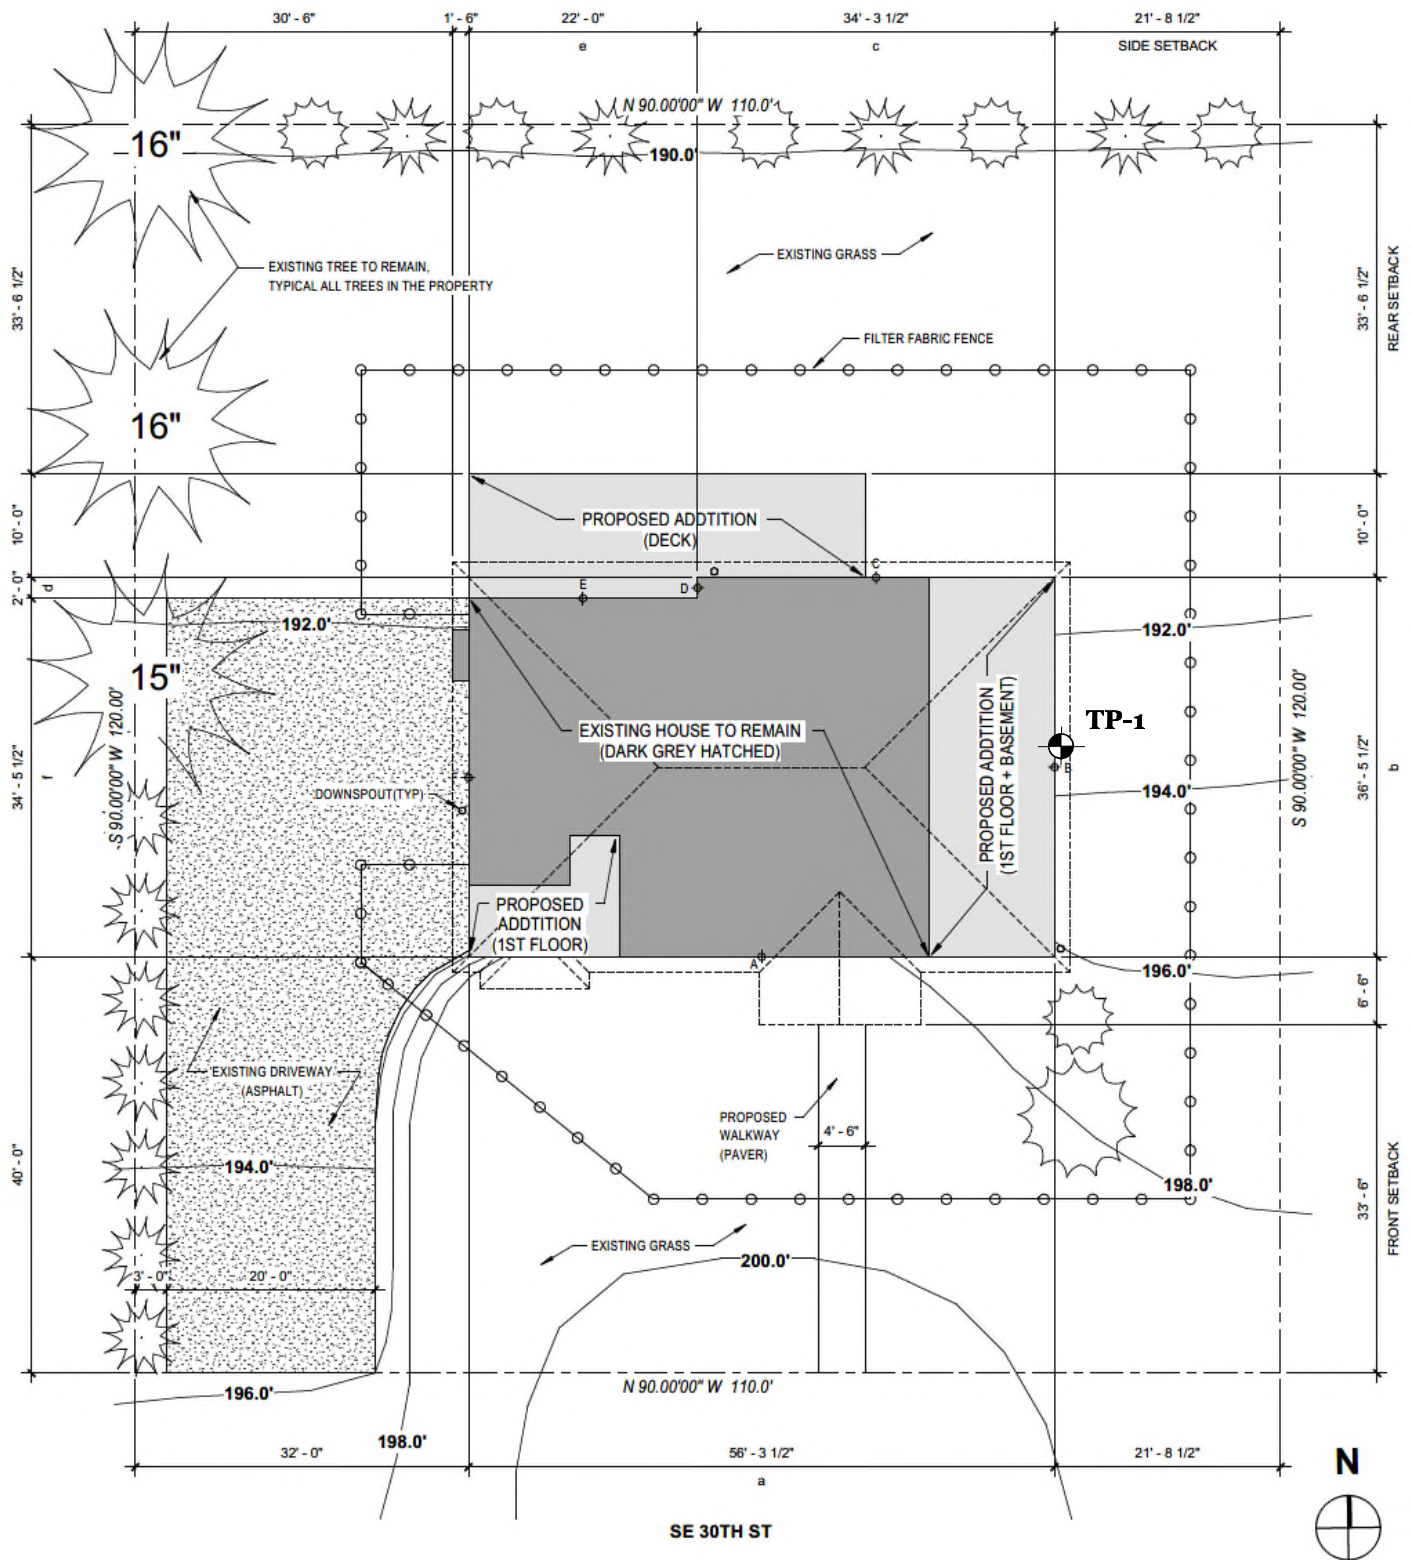 30' - 6"
1' - 6"
22' - 0"
34' - 3 1/2"
21' - 8 1/2"
e
c
SIDE SETBACK
N 90.00'00" W 110.0'
16"
190.0'
EXISTING GRASS
EXISTING TREE TO REMAIN,
TYPICAL ALL TREES IN THE PROPERTY
33' - 6 1/2"
33' - 6 1/2"
REAR SETBACK
FILTER FABRIC FENCE
16"
PROPOSED ADDTITION
(DECK)
10' - 0"
10' - 0"
C
E
D
2' - 0"
d
192.0'
192.0'
15"
S 90.00'00" W 120.00'
S 90.00'00" W 120.00'
TP-1
EXISTING HOUSE TO REMAIN
(DARK GREY HATCHED)
PROPOSED ADDTITION
(1ST FLOOR + BASEMENT)
B
34' - 5 1/2"
f
36' - 5 1/2"
b
DOWNSPOUT(TYP)
194.0'
PROPOSED
ADDTITION
(1ST FLOOR)
A
196.0'
6' - 6"
EXISTING DRIVEWAY
(ASPHALT)
PROPOSED
WALKWAY
(PAVER)
4' - 6"
40' - 0"
194.0'
198.0'
33' - 6"
FRONT SETBACK
EXISTING GRASS
200.0'
3' - 0"
20' - 0"
196.0'
N 90.00'00" W 110.0'
198.0'
32' - 0"
56' - 3 1/2"
21' - 8 1/2"
a
N
SE 30TH ST